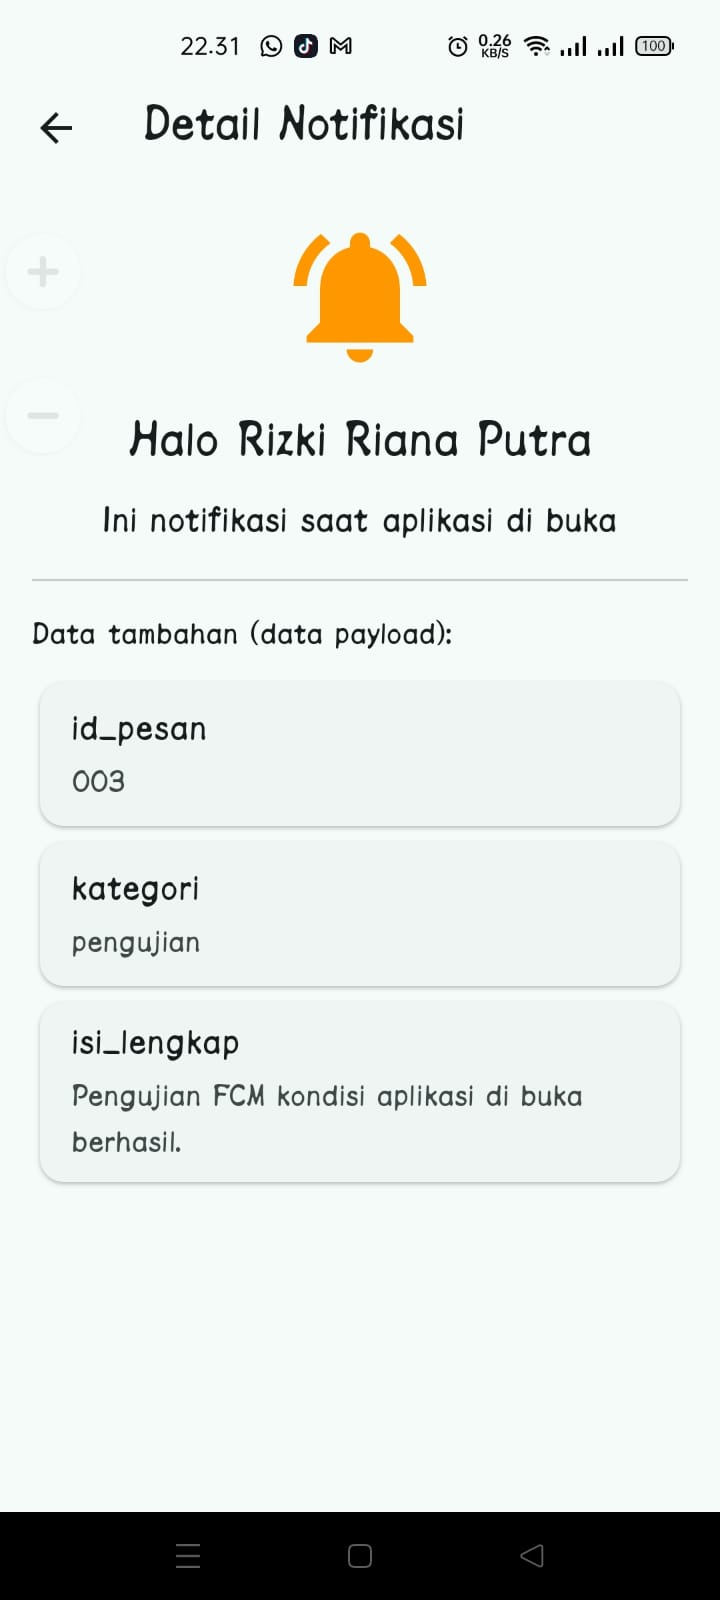 22.31
0.26
KB/S
100
Detail Notifikasi
Halo Rizki Riana Putra
Ini notifikasi saat aplikasi di buka
Data tambahan (data payload):
id_pesan
003
kategori
pengujian
isi_lengkap
Pengujian FCM kondisi aplikasi di buka
berhasil.